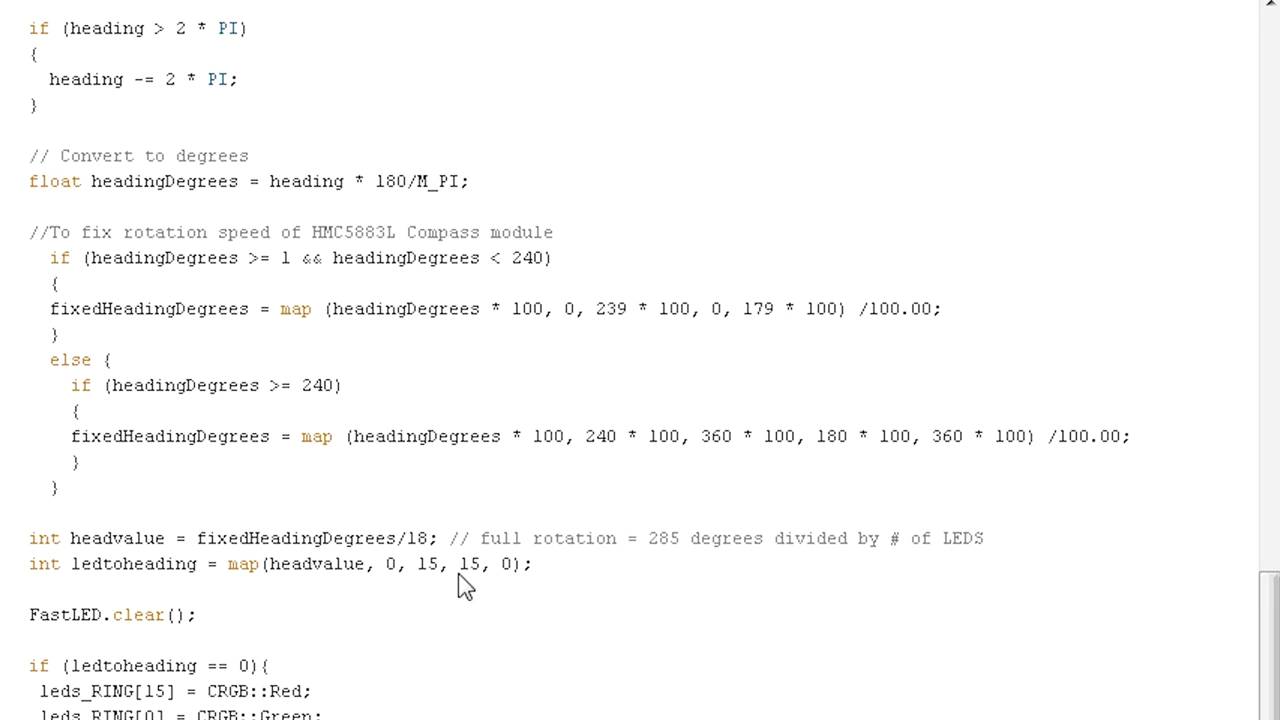 if (heading > 2 * PI)
{
heading -= 2 * PI;
}
// Convert to degrees
float headingDegrees = heading * 180/M_PI;
//To fix rotation speed of HMC5883L Compass module
if (headingDegrees >= 1 && headingDegrees < 240)
{
fixedHeadingDegrees = map (headingDegrees * 100, 0, 239 * 100, 0, 179 * 100) /100.00;
}
else {
if (headingDegrees >= 240)
{
fixedHeadingDegrees = map (headingDegrees * 100, 240 * 100, 360 * 100, 180 * 100, 360 * 100) /100.00;
}
}
int headvalue = fixedHeadingDegrees/18; // full rotation = 285 degrees divided by # of LEDS
int ledtoheading = map(headvalue, 0, 15, 15, 0);
FastLED.clear();
if (ledtoheading == 0){
leds_RING[15] = CRGB::Red;
leds_RING[0] = CRGB::Green;